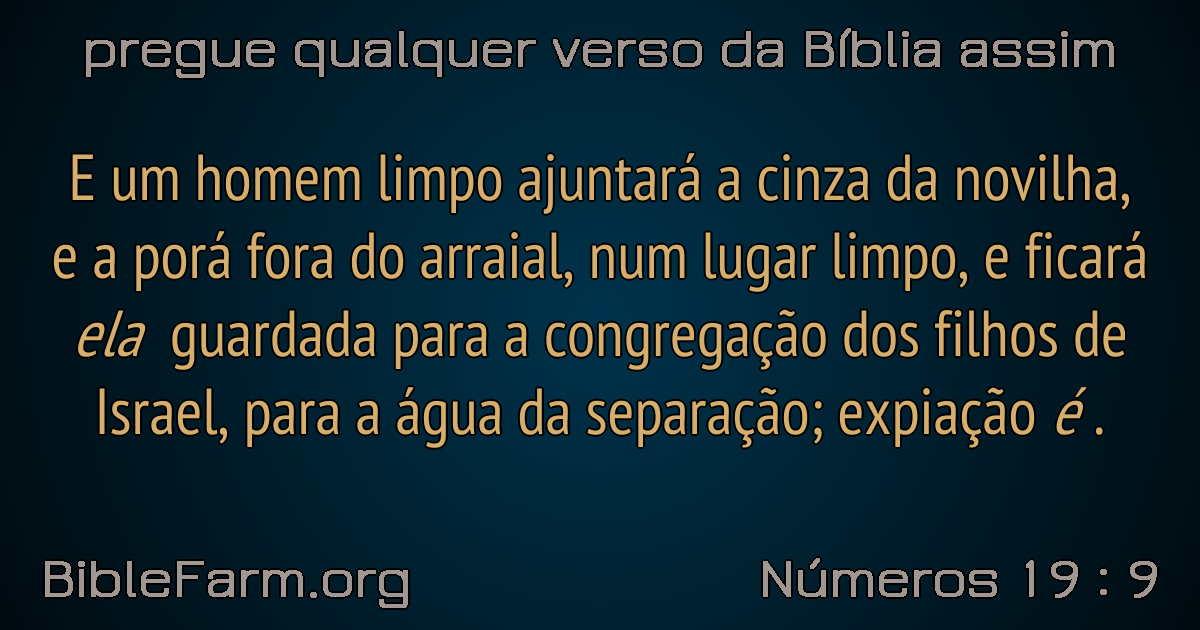 pregue qualquer verso da Bíblia assim
E um homem limpo ajuntará a cinza da novilha,
e a porá fora do arraial, num lugar limpo, e ficará
ela guardada para a congregação dos filhos de
Israel, para a água da separação; expiação é .
BibleFarm.org
Números 19 : 9